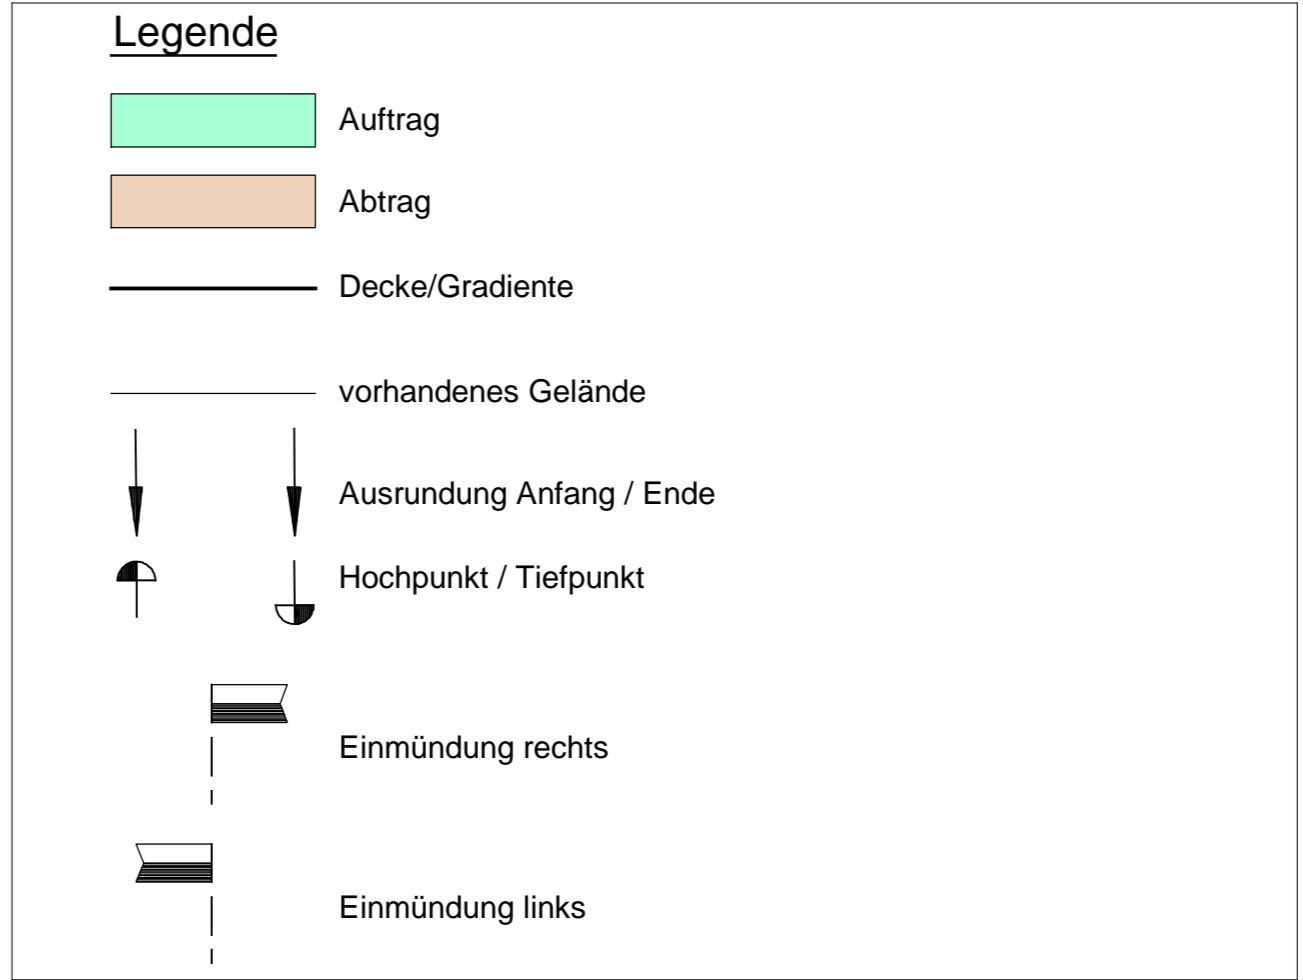 Legende
Auftrag
Abtrag
Decke/Gradiente
vorhandenes Gelände
Ausrundung Anfang / Ende
Hochpunkt / Tiefpunkt
Einmündung rechts
Einmündung links